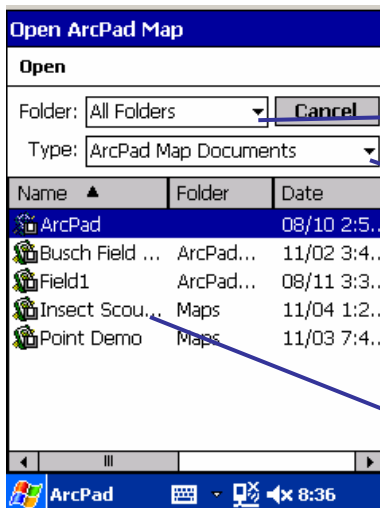 Open ArcPad Map
Open
Folder: All Folders Cancel
Type: ArcPad Map Documents
Name Folder Date
ArcPad 08/10 2:5..
Busch Field ... ArcPad... 11/02 3:4..
Field1 ArcPad... 08/11 3:3..
Insect Scou... Maps 11/04 1:2..
Point Demo Maps 11/03 7:4..
ArcPad 8:36